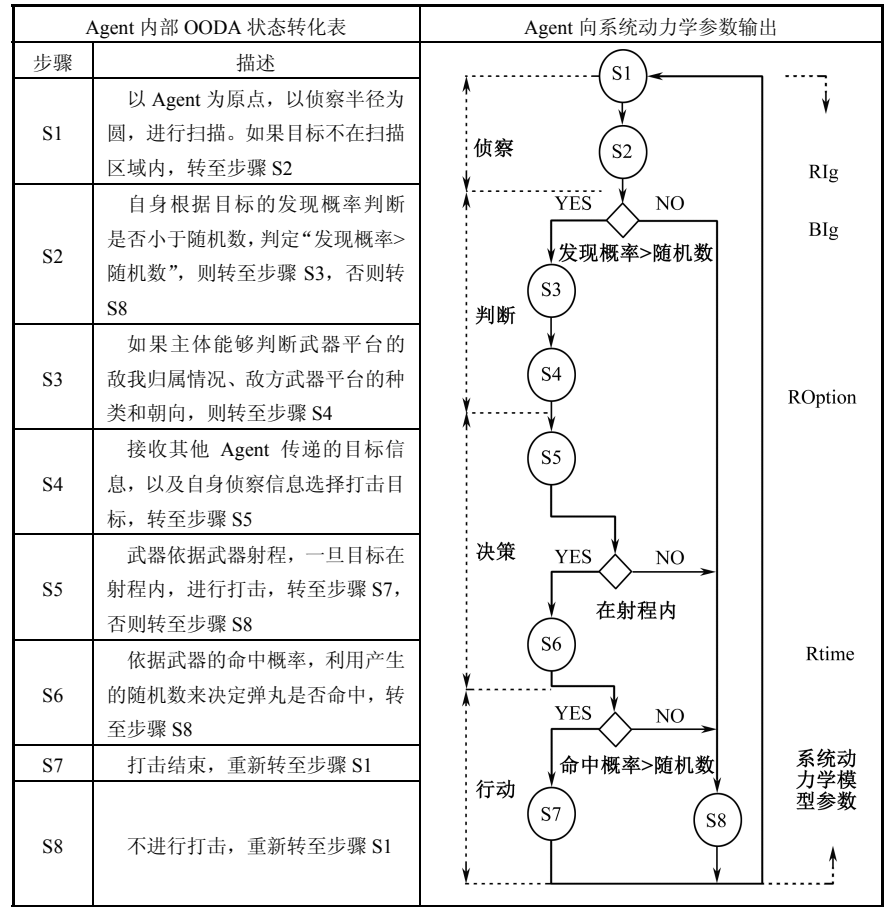 Agent 内部 OODA 状态转化表
Agent 向系统动力学参数输出
步骤
描述
S1
以 Agent 为原点，以侦察半径为
圆，进行扫描。如果目标不在扫描
区域内，转至步骤 S2
S2
自身根据目标的发现概率判断
是否小于随机数，判定“发现概率>
随机数”，则转至步骤 S3，否则转
S8
S3
如果主体能够判断武器平台的
敌我归属情况、敌方武器平台的种
类和朝向，则转至步骤 S4
S4
接收其他 Agent 传递的目标信
息，以及自身侦察信息选择打击目
标，转至步骤 S5
S5
武器依据武器射程，一旦目标在
射程内，进行打击，转至步骤 S7，
否则转至步骤 S8
S6
依据武器的命中概率，利用产生
的随机数来决定弹丸是否命中，转
至步骤 S8
S7
打击结束，重新转至步骤 S1
S8
不进行打击，重新转至步骤 S1
S1
侦察
S2
RIg
YES
NO
BIg
发现概率>随机数
S3
判断
S4
ROption
S5
决策
YES
NO
在射程内
S6
Rtime
YES
NO
命中概率>随机数
系统动
力学模
型参数
行动
S7
S8